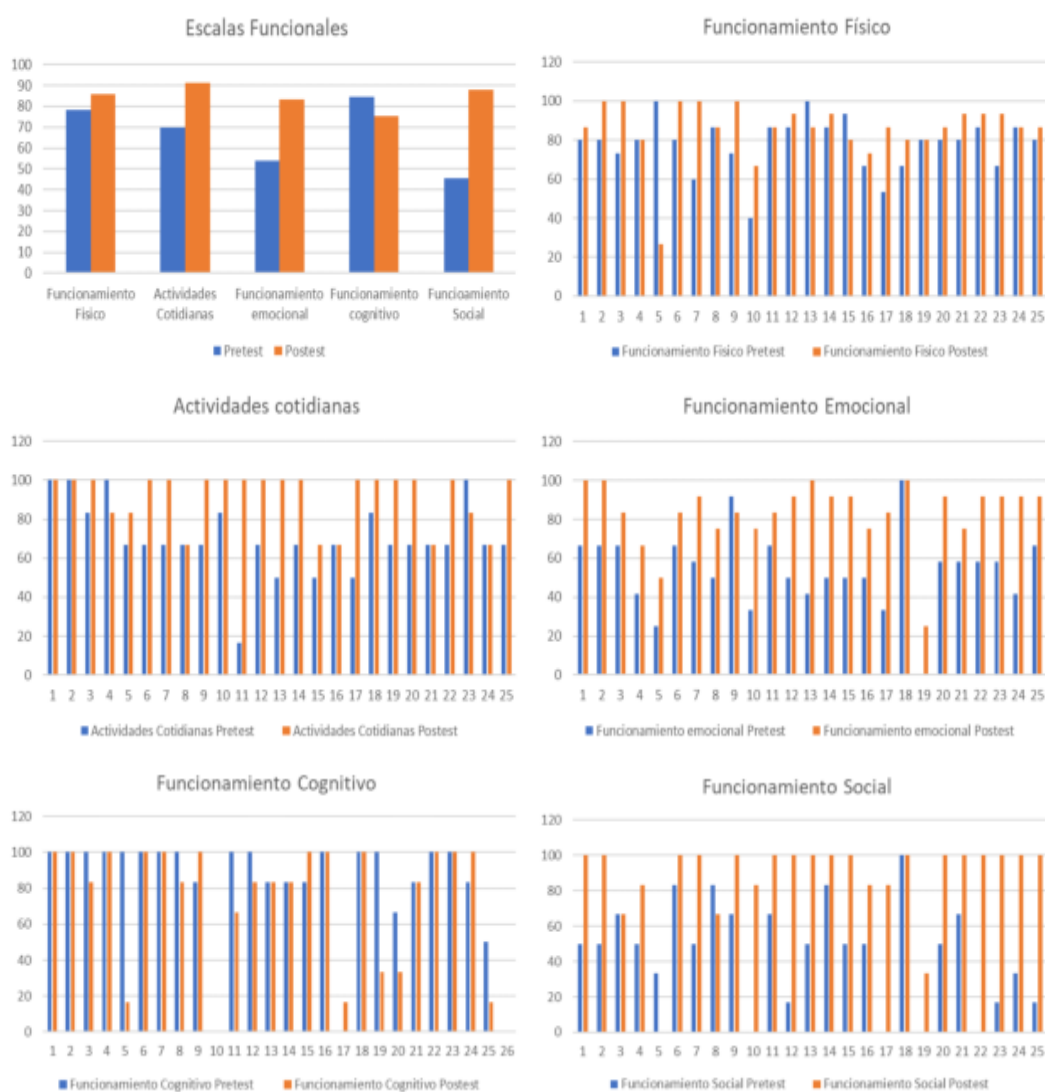 Escalas Funcionales
100
90
80
70
60
50
40
30
20
10
0
Funcionamiento Actividades Funcionamiento Funcionamiento Funcioamiento
Fisico Cotidianas emocional cognitivo Social
Pretest Postest
Funcionamiento Físico
120
100
80
60
40
20
0
1 2 3 4 5 6 7 8 9 10 11 12 13 14 15 16 17 18 19 20 21 22 23 24 25
Funcionamiento Fisico Pretest Funcionamiento Fisico Postest
Actividades cotidianas
120
100
80
60
40
20
0
1 2 3 4 5 6 7 8 9 10 11 12 13 14 15 16 17 18 19 20 21 22 23 24 25
Actividades Cotidianas Pretest Actividades Cotidianas Postest
Funcionamiento Emocional
120
100
80
60
40
20
0
1 2 3 4 5 6 7 8 9 10 11 12 13 14 15 16 17 18 19 20 21 22 23 24 25
Funcionamiento emocional Pretest Funcionamiento emocional Postest
Funcionamiento Cognitivo
120
100
80
60
40
20
0
1 2 3 4 5 6 7 8 9 10 11 12 13 14 15 16 17 18 19 20 21 22 23 24 25 26
Funcionamiento Cognitivo Pretest Funcionamiento Cognitivo Postest
Funcionamiento Social
120
100
80
60
40
20
0
1 2 3 4 5 6 7 8 9 10 11 12 13 14 15 16 17 18 19 20 21 22 23 24 25
Funcionamiento Social Pretest Funcionamiento Social Postest